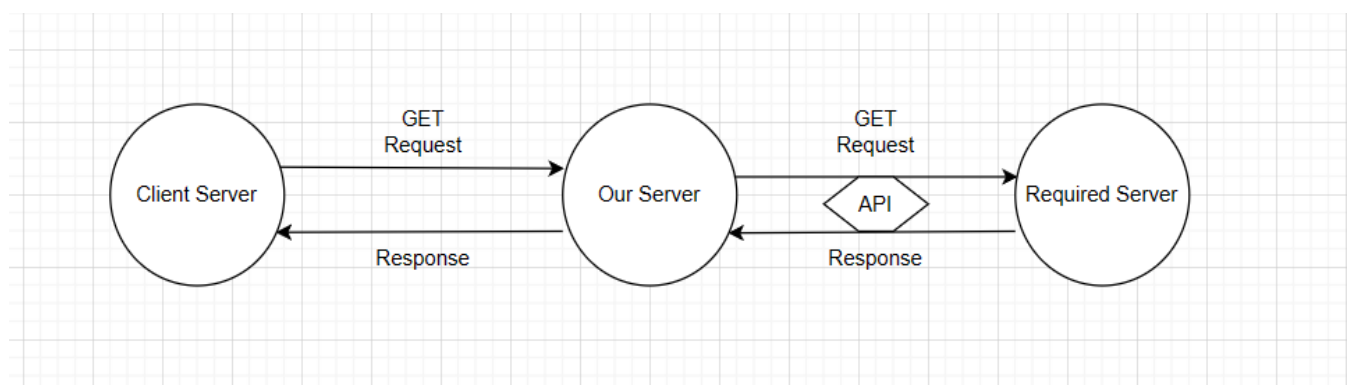 GET
Request
GET
Request
Client Server
Our Server
API
Required Server
Response
Response